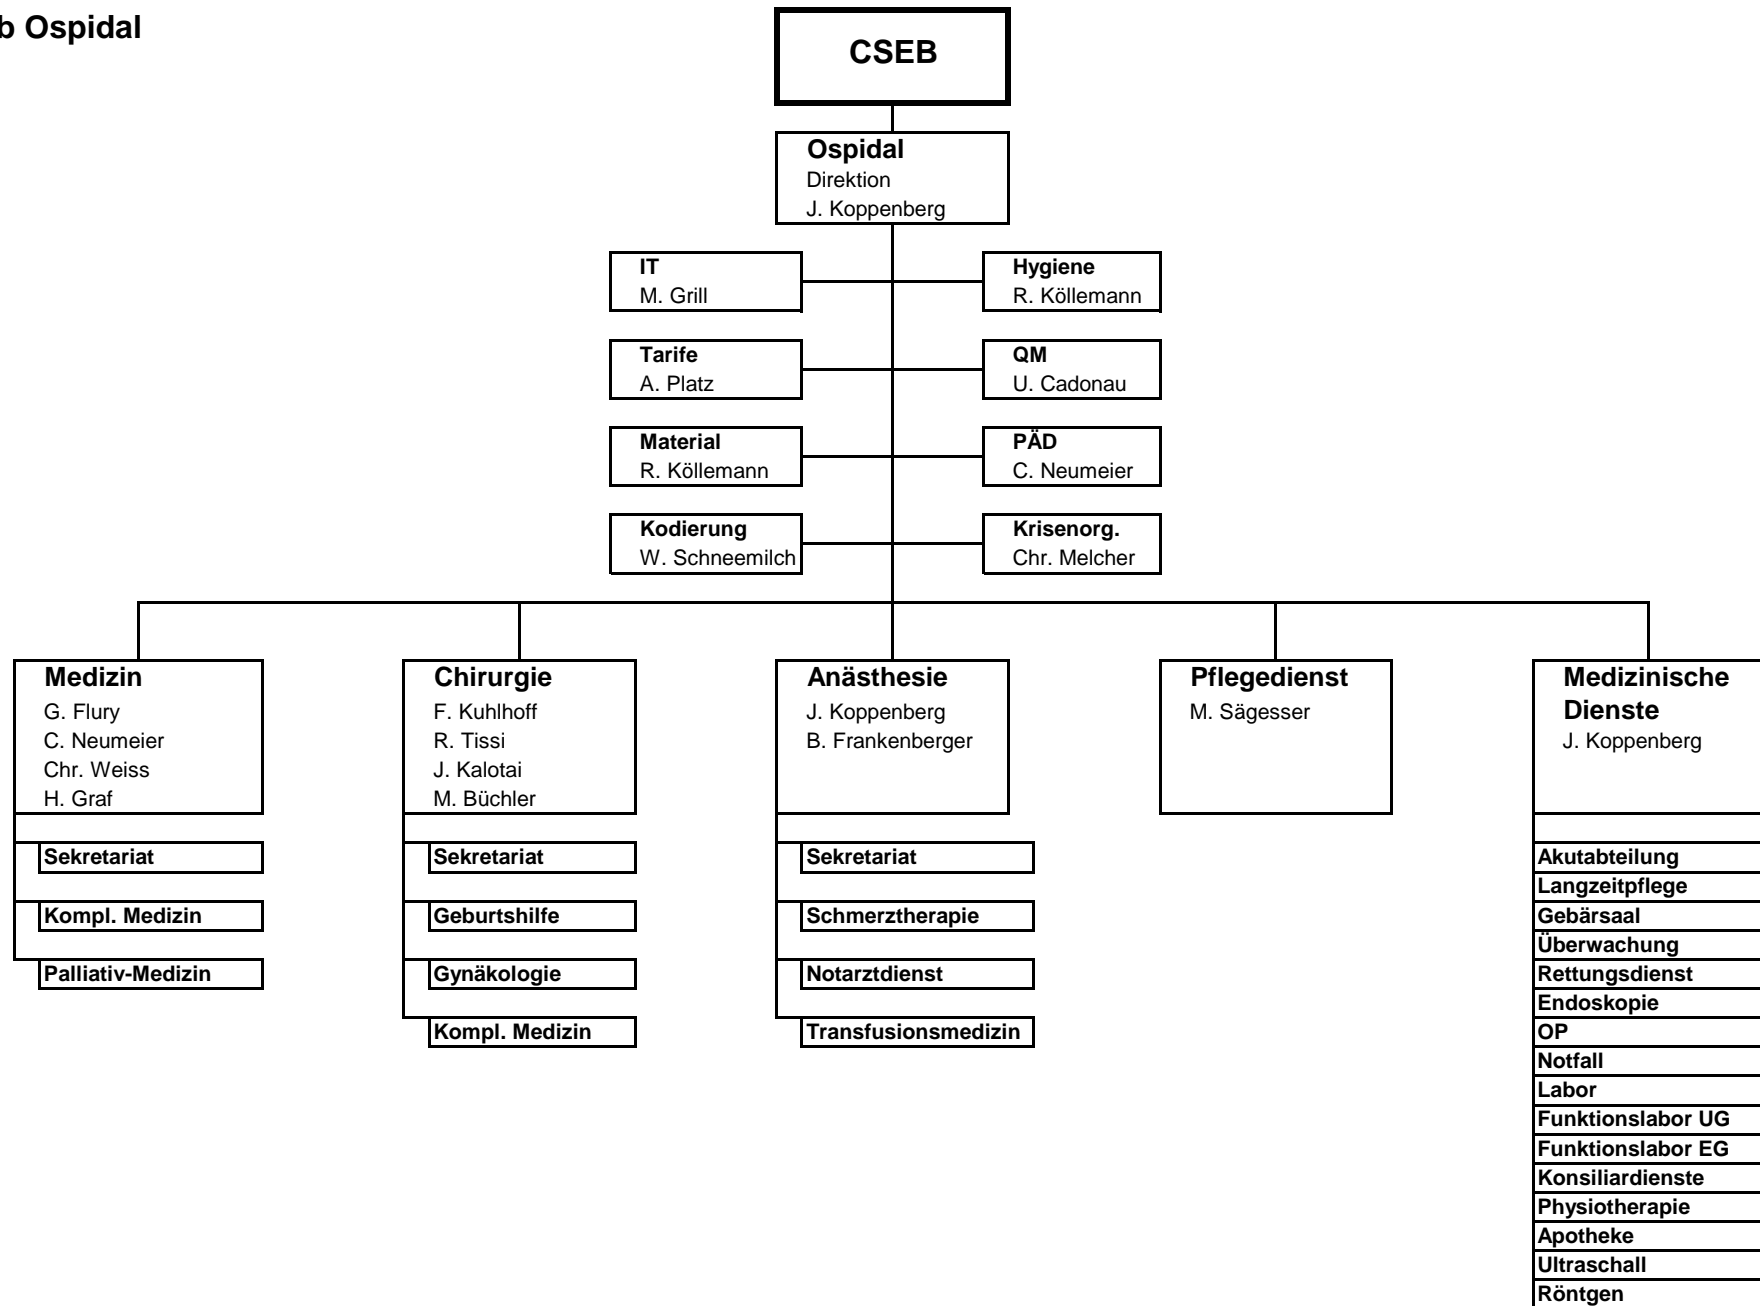 b Ospidal
CSEB
Ospidal
Direktion
J. Koppenberg
IT
M. Grill
Hygiene
R. Köllemann
Tarife
A. Platz
QM
U. Cadonau
Material
R. Köllemann
PÄD
C. Neumeier
Kodierung
W. Schneemilch
Krisenorg.
Chr. Melcher
Medizin
G. Flury
C. Neumeier
Chr. Weiss
H. Graf
Sekretariat
Kompl. Medizin
Palliativ-Medizin
Chirurgie
F. Kuhlhoff
R. Tissi
J. Kalotai
M. Büchler
Sekretariat
Geburtshilfe
Gynäkologie
Kompl. Medizin
Anästhesie
J. Koppenberg
B. Frankenberger
Sekretariat
Schmerztherapie
Notarztdienst
Transfusionsmedizin
Pflegedienst
M. Sägesser
Medizinische
Dienste
J. Koppenberg
Akutabteilung
Langzeitpflege
Gebärsaal
Überwachung
Rettungsdienst
Endoskopie
OP
Notfall
Labor
Funktionslabor UG
Funktionslabor EG
Konsiliardienste
Physiotherapie
Apotheke
Ultraschall
Röntgen